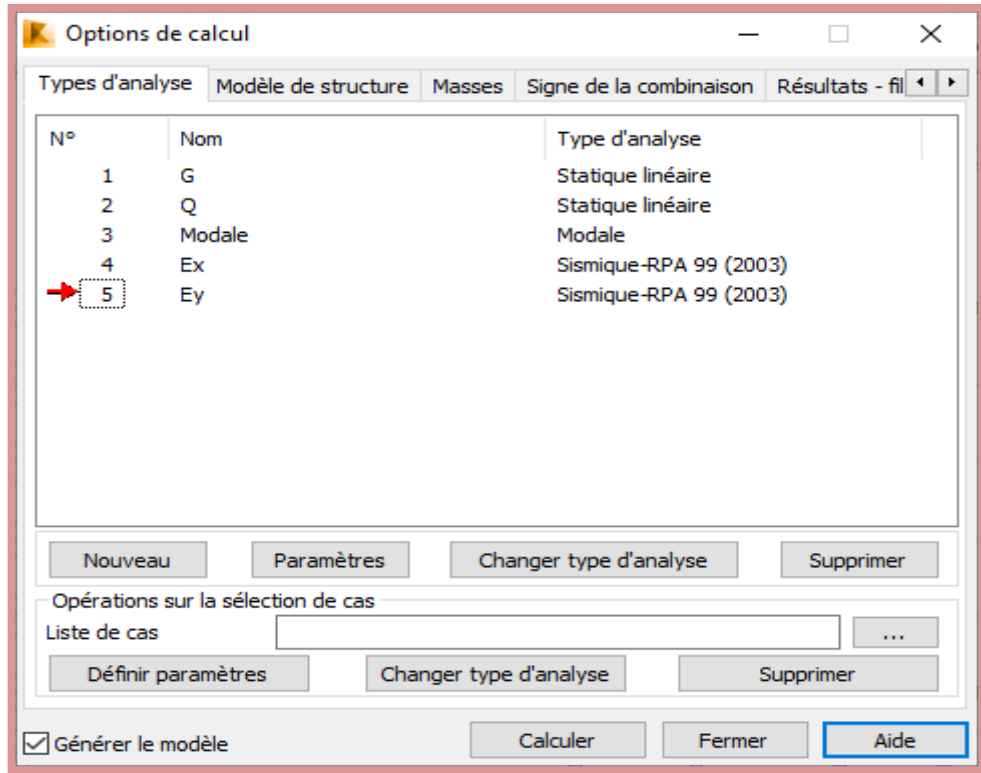 Options de calcul
Types d'analyse Modèle de structure Masses Signe de la combinaison Résultats - fil
N° Nom Type d'analyse
1 G Statique linéaire
2 Q Statique linéaire
3 Modale Modale
4 Ex Sismique-RPA 99 (2003)
5 Ey Sismique-RPA 99 (2003)
Nouveau Paramètres Changer type d'analyse Supprimer
Opérations sur la sélection de cas
Liste de cas ...
Définir paramètres Changer type d'analyse Supprimer
Générer le modèle Calculer Fermer Aide